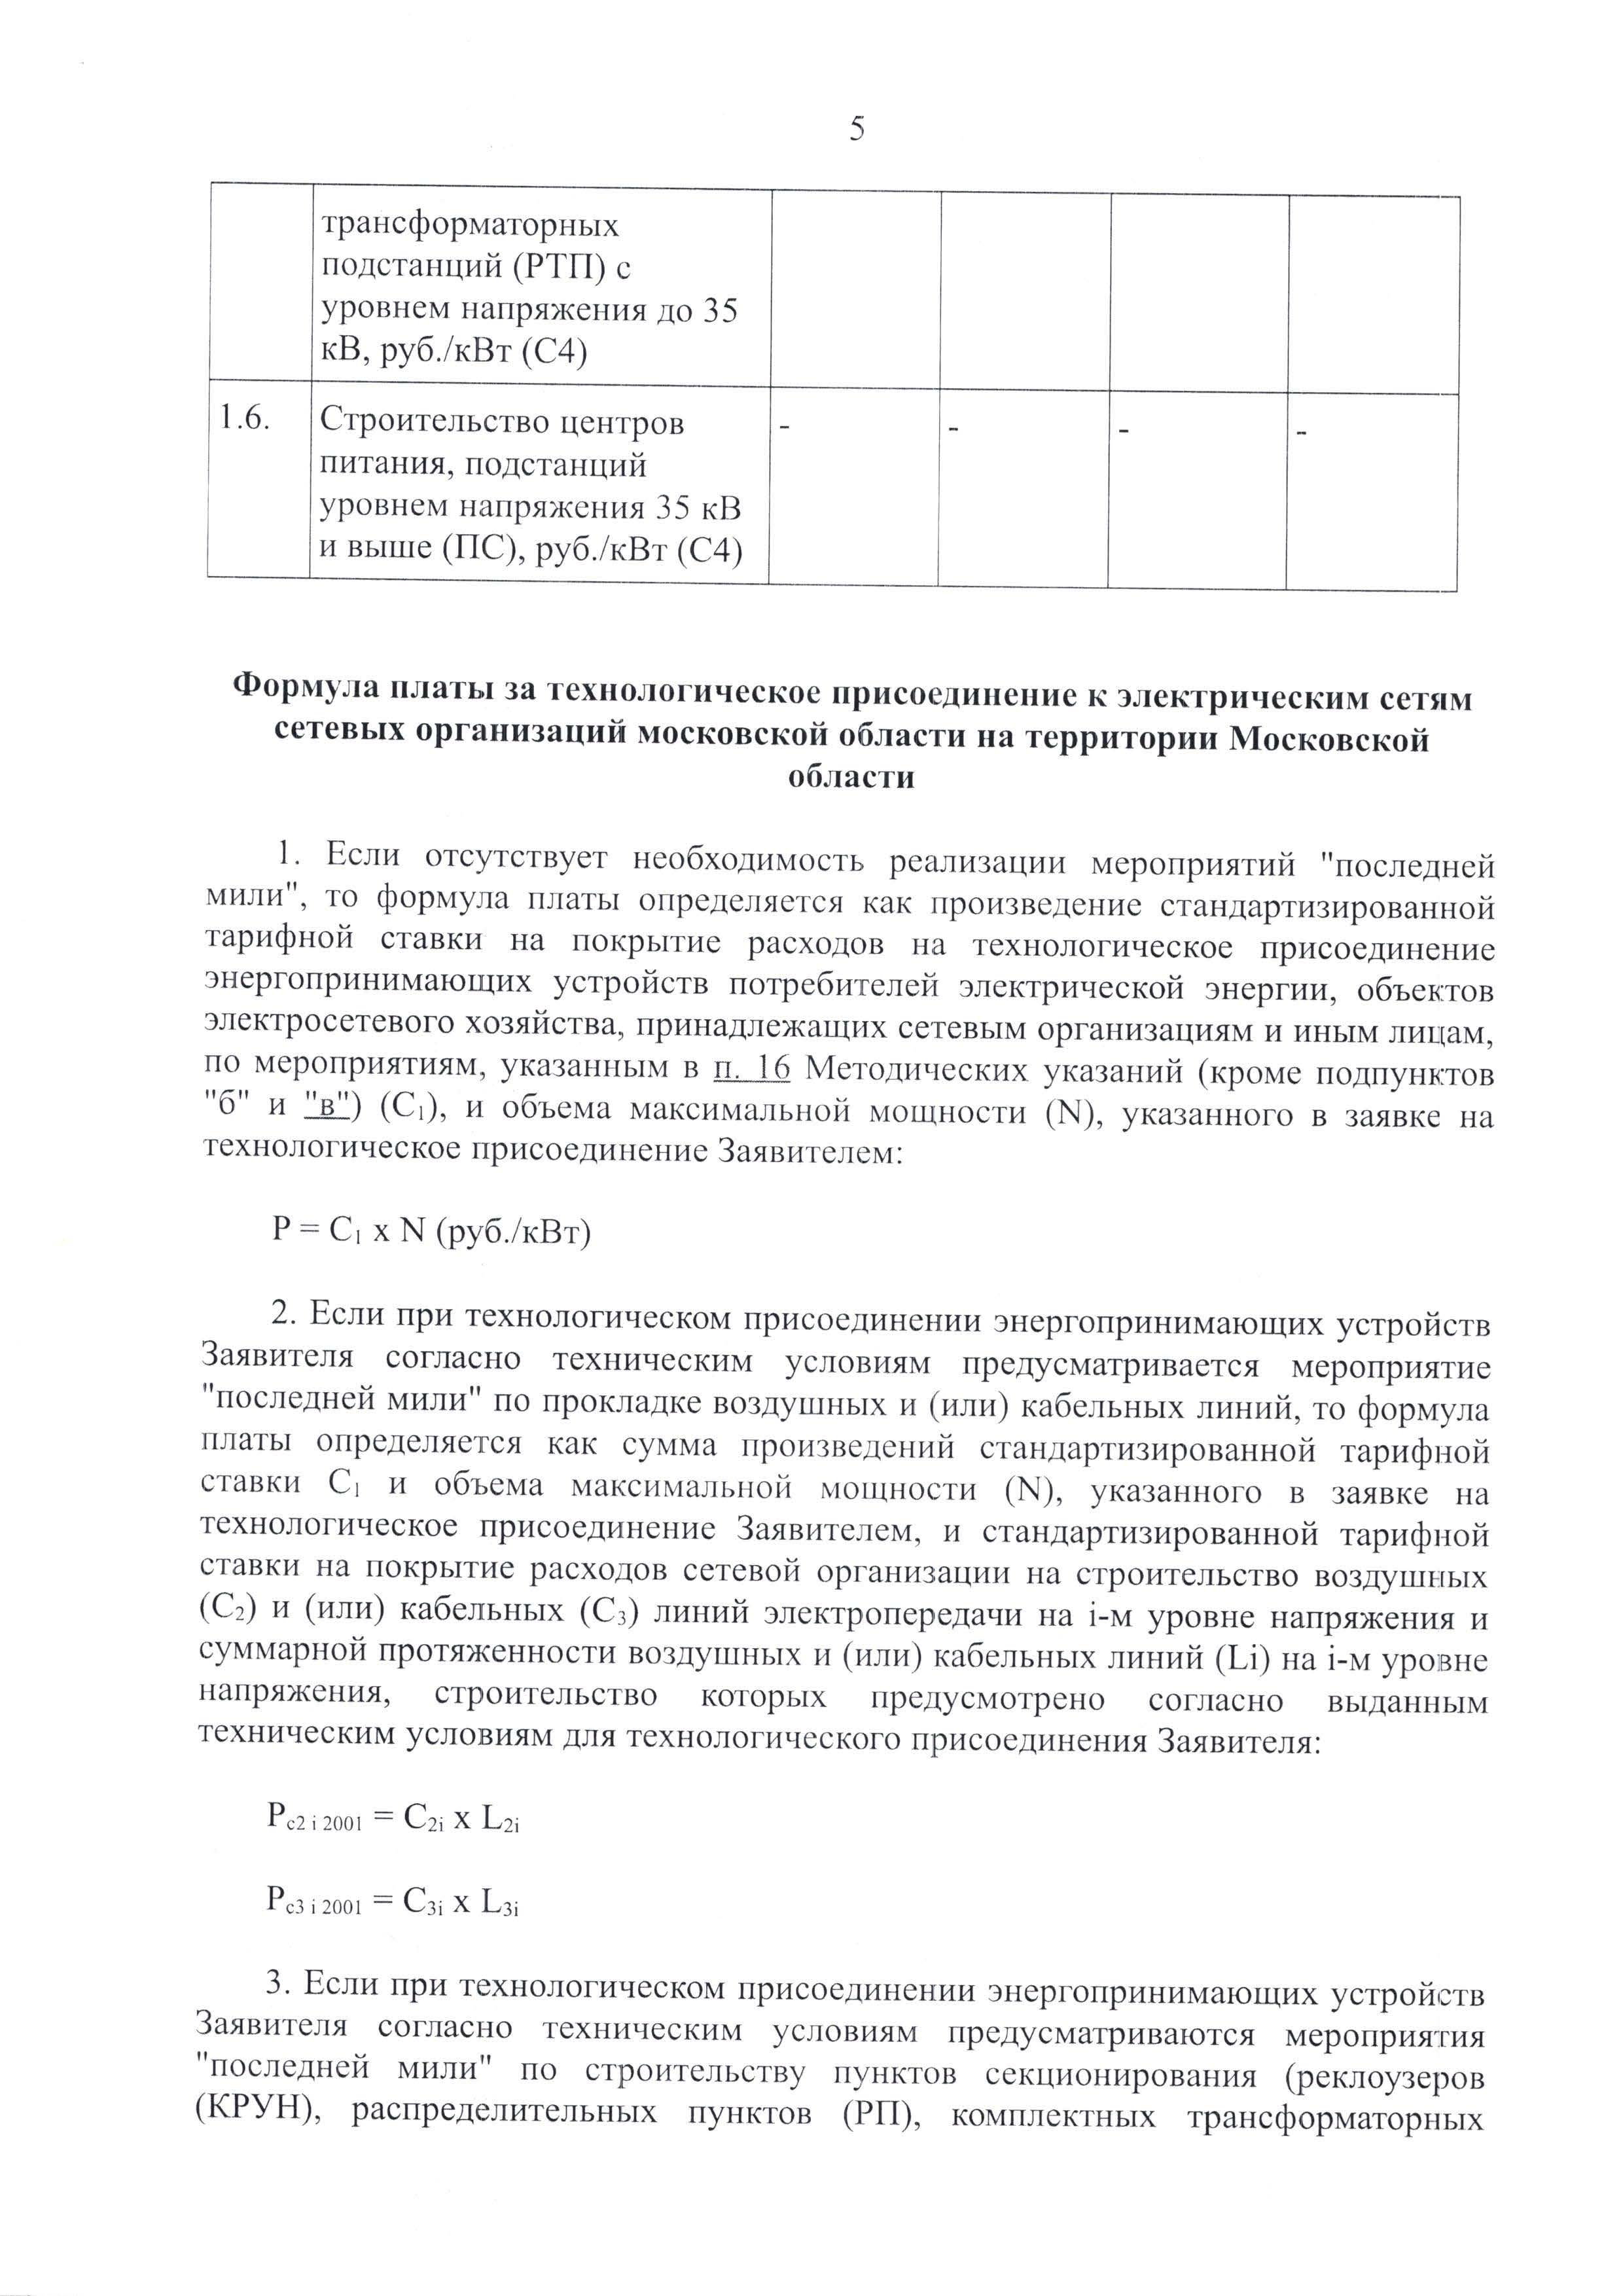 5
трансформаторных
подстанций (РТП) с
уровнем напряжения до 35
кВ, руб./кВт (С4)
1.6.
Строительство центров
питания, подстанций
уровнем напряжения 35 кВ
и выше (ПС), руб./кВт (С4)
-
-
-
-
Формула платы за технологическое присоединение к электрическим сетям
сетевых организаций московской области на территории Московской
области
1. Если отсутствует необходимость реализации мероприятий "последней
мили", то формула платы определяется как произведение стандартизированной
тарифной ставки на покрытие расходов на технологическое присоединение
энергопринимающих устройств потребителей электрической энергии, объектов
электросетевого хозяйства, принадлежащих сетевым организациям и иным лицам,
по мероприятиям, указанным в п. 16 Методических указаний (кроме подпунктов
"б" и "в") (С₁), и объема максимальной мощности (N), указанного в заявке на
технологическое присоединение Заявителем:
Р = С₁ х N (руб./кВт)
2. Если при технологическом присоединении энергопринимающих устройств
Заявителя согласно техническим условиям предусматривается мероприятие
"последней мили" по прокладке воздушных и (или) кабельных линий, то формула
платы определяется как сумма произведений стандартизированной тарифной
ставки С₁ и объема максимальной мощности (N), указанного в заявке на
технологическое присоединение Заявителем, и стандартизированной тарифной
ставки на покрытие расходов сетевой организации на строительство воздушных
(С₂) и (или) кабельных (С₃) линий электропередачи на i-м уровне напряжения и
суммарной протяженности воздушных и (или) кабельных линий (Li) на i-м уровне
напряжения, строительство которых предусмотрено согласно выданным
техническим условиям для технологического присоединения Заявителя:
Рс2 i 2001 = С2i х L2i
Рс3 i 2001 = С3i х L3i
3. Если при технологическом присоединении энергопринимающих устройств
Заявителя согласно техническим условиям предусматриваются мероприятия
"последней мили" по строительству пунктов секционирования (реклоузеров
(КРУН), распределительных пунктов (РП), комплектных трансформаторных